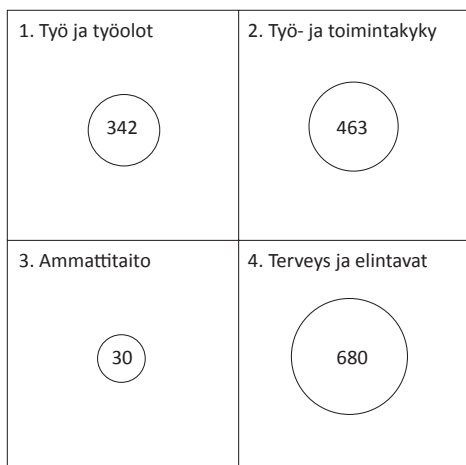 1. Työ ja työolot
342
2. Työ- ja toimintakyky
463
3. Ammattitaito
30
4. Terveys ja elintavat
680